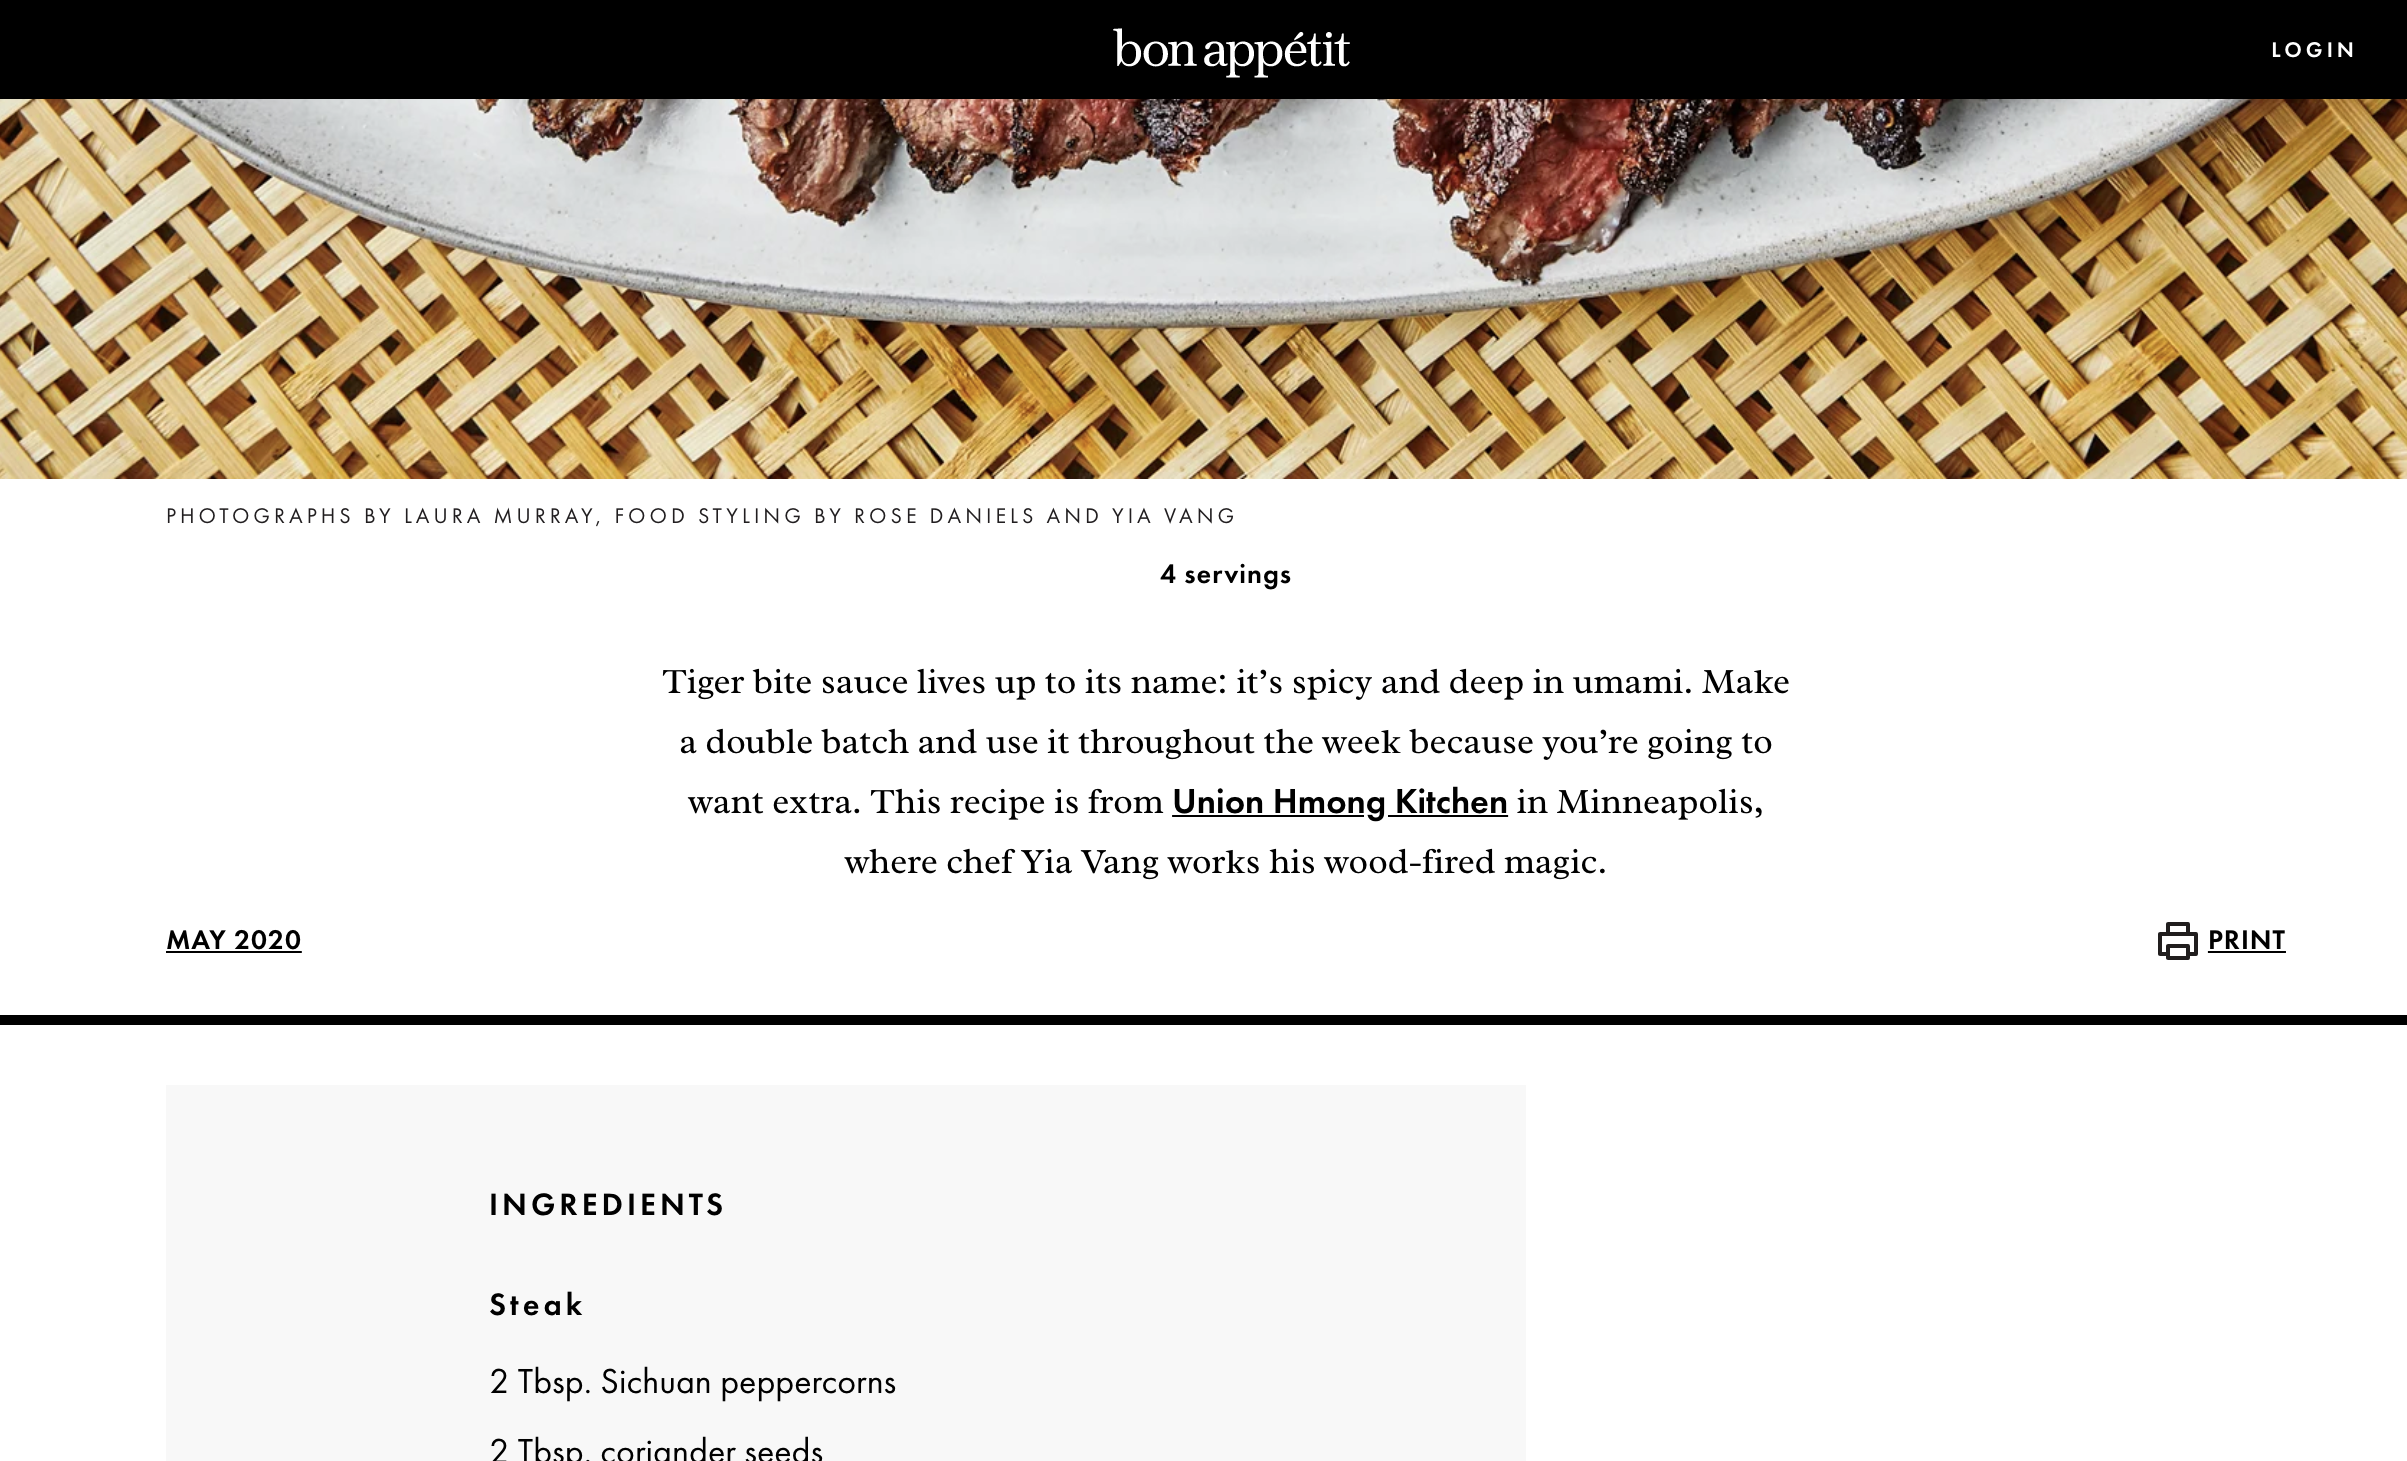 bon appétit
LOGIN
PHOTOGRAPHS BY LAURA MURRAY, FOOD STYLING BY ROSE DANIELS AND YIA VANG
4 servings
Tiger bite sauce lives up to its name: it’s spicy and deep in umami. Make
a double batch and use it throughout the week because you’re going to
want extra. This recipe is from Union Hmong Kitchen in Minneapolis,
where chef Yia Vang works his wood-fired magic.
MAY 2020
PRINT
INGREDIENTS
Steak
2 Tbsp. Sichuan peppercorns
2 Tbsp. coriander seeds